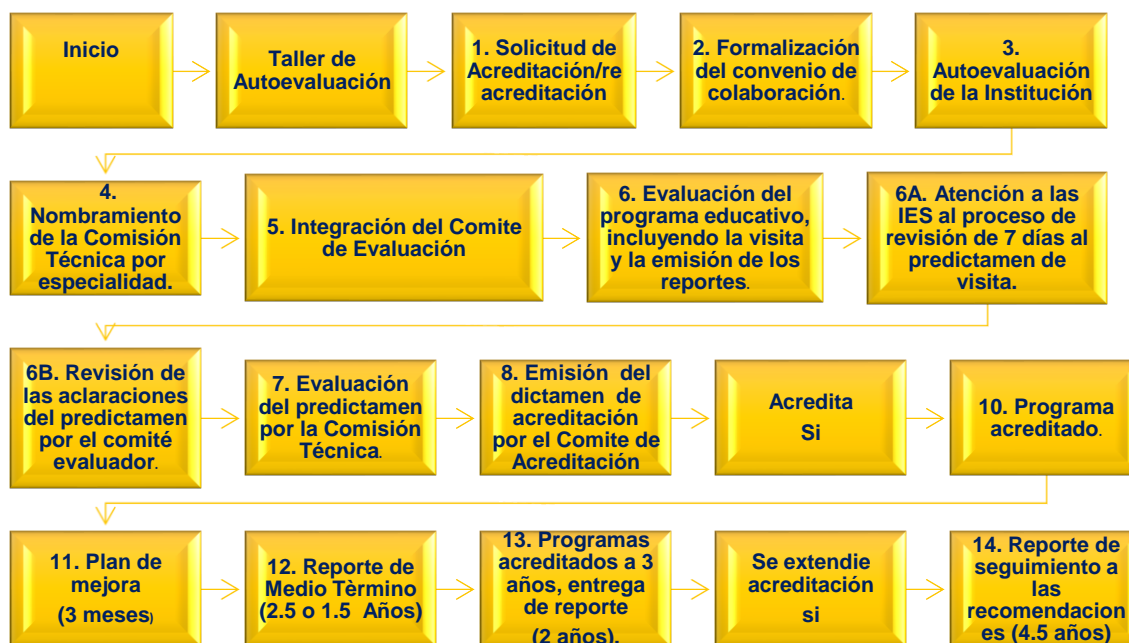 Inicio
Taller de
Autoevaluación
1. Solicitud de
Acreditación/re
acreditación
2. Formalización
del convenio de
colaboración.
3.
Autoevaluación
de la Institución
4.
Nombramiento
de la Comisión
Técnica por
especialidad.
5. Integración del Comite
de Evaluación
6. Evaluación del
programa educativo,
incluyendo la visita
y la emisión de los
reportes.
6A. Atención a las
IES al proceso de
revisión de 7 días al
predictamen de
visita.
6B. Revisión de
las aclaraciones
del predictamen
por el comité
evaluador.
7. Evaluación
del predictamen
por la Comisión
Técnica.
8. Emisión del
dictamen de
acreditación
por el Comite de
Acreditación
Acredita
Si
10. Programa
acreditado.
11. Plan de
mejora
(3 meses)
12. Reporte de
Medio Tèrmino
(2.5 o 1.5 Años)
13. Programas
acreditados a 3
años, entrega
de reporte
(2 años).
Se extendie
acreditación
si
14. Reporte de
seguimiento a
las
recomendacion
es (4.5 años)